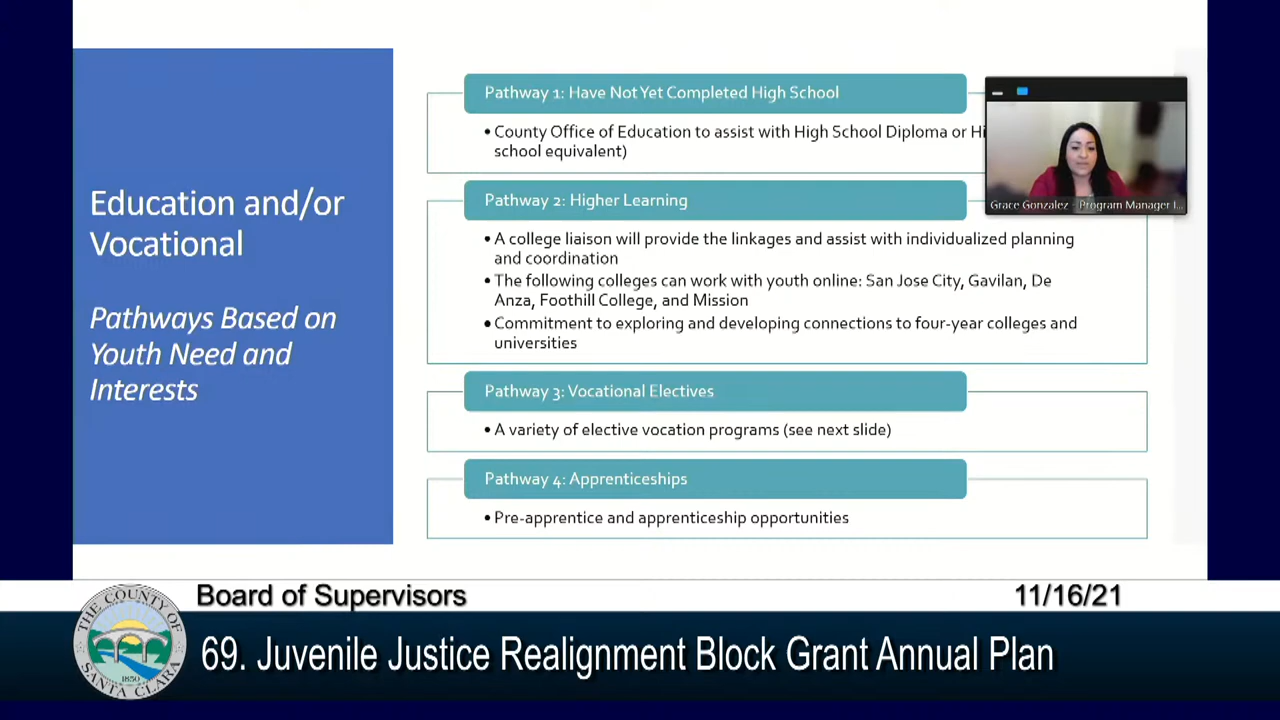 Education and/or
Vocational
Pathways Based on
Youth Need and
Interests
Pathway 1: Have Not Yet Completed High School
• County Office of Education to assist with High School Diploma or
school equivalent)
Pathway 2: Higher Learning
• A college liaison will provide the linkages and assist with individualized planning
and coordination
• The following colleges can work with youth online: San Jose City, Gavilan, De
Anza, Foothill College, and Mission
• Commitment to exploring and developing connections to four-year colleges and
universities
Pathway 3: Vocational Electives
• A variety of elective vocation programs (see next slide)
Pathway 4: Apprenticeships
• Pre-apprentice and apprenticeship opportunities
Grace Gonzalez - Program Manager I...
Board of Supervisors
11/16/21
69. Juvenile Justice Realignment Block Grant Annual Plan
THE COUNTY OF
SANTA CLARA
1850